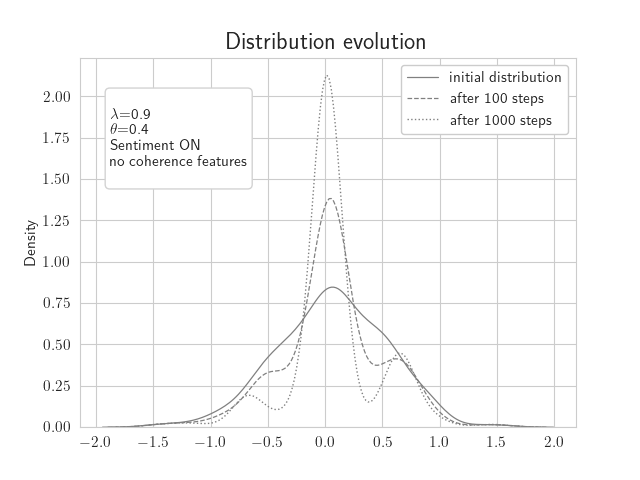 Distribution evolution
λ=0.9
θ=0.4
Sentiment ON
no coherence features
initial distribution
after 100 steps
after 1000 steps
Density
2.00
1.75
1.50
1.25
1.00
0.75
0.50
0.25
0.00
−2.0 −1.5 −1.0 −0.5 0.0 0.5 1.0 1.5 2.0